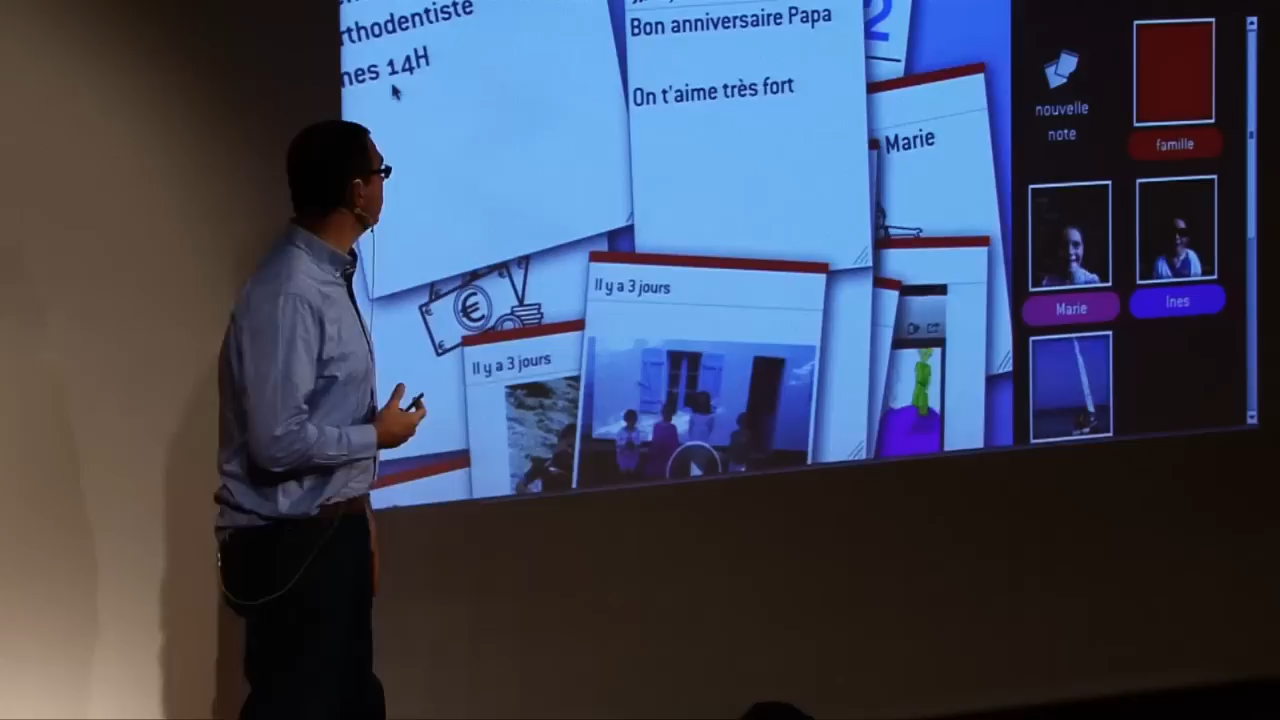 rthodentiste
nes 14H
Bon anniversaire Papa
On t'aime très fort
2
Marie
Il y a 3 jours
Il y a 3 jours
€
€
€
nouvelle
note
famille
Marie
Ines